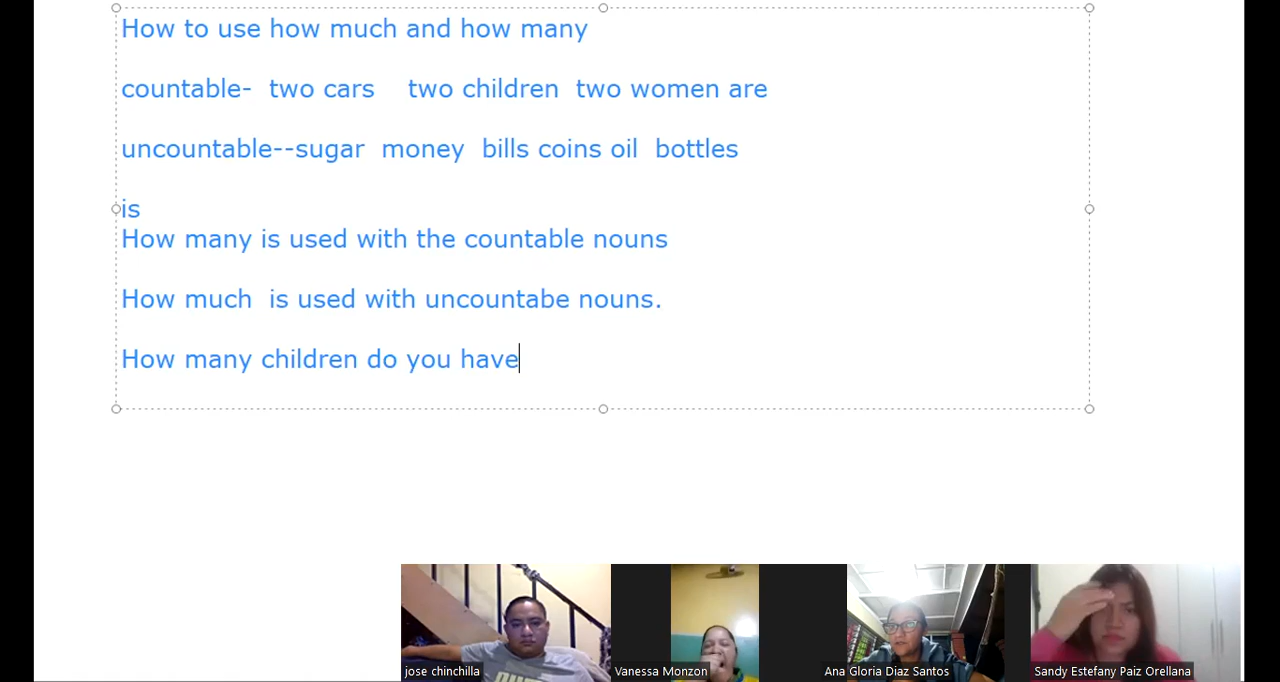 How to use how much and how many
countable- two cars two children two women are
uncountable--sugar money bills coins oil bottles
is
How many is used with the countable nouns
How much is used with uncountabe nouns.
How many children do you have
jose chinchilla
Vanessa Monzon
Ana Gloria Diaz Santos
Sandy Estefany Paiz Orellana